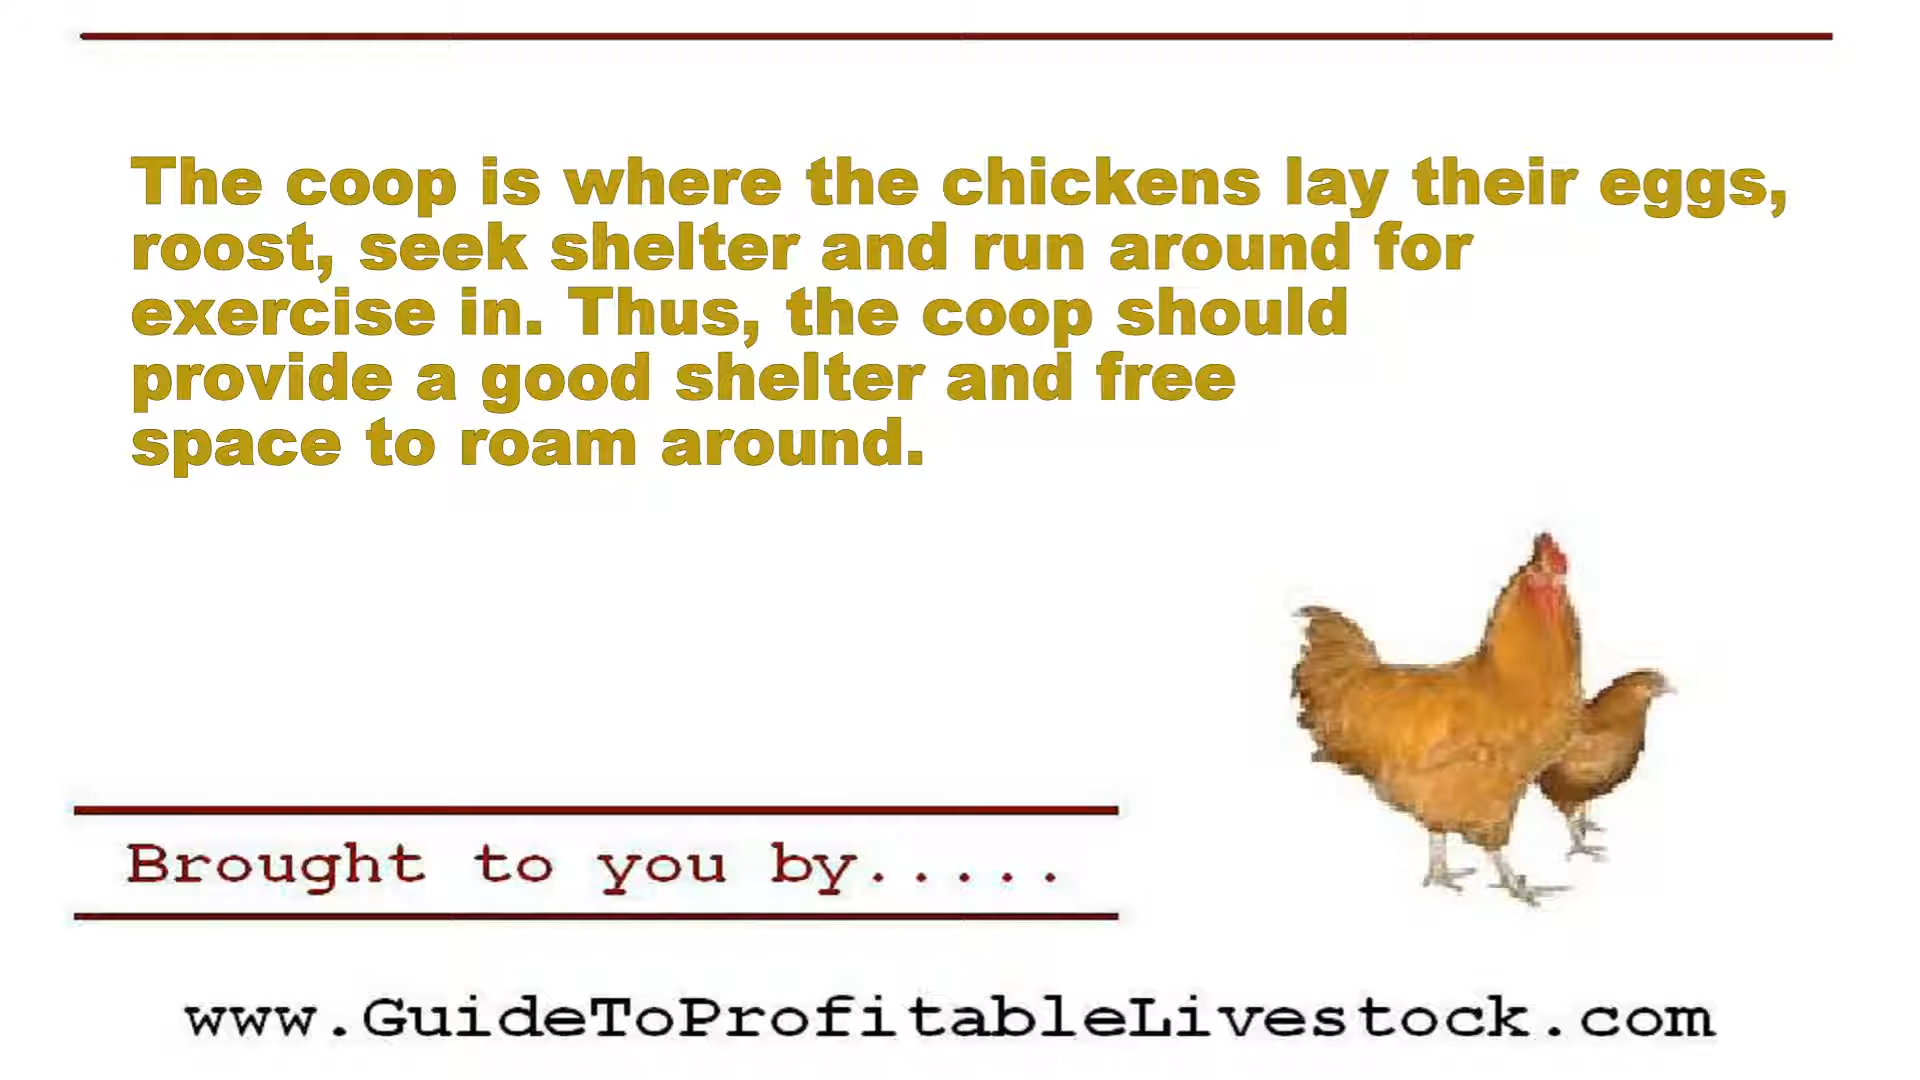 The coop is where the chickens lay their eggs,
roost, seek shelter and run around for
exercise in. Thus, the coop should
provide a good shelter and free
space to roam around.
Brought to you by.....
www.GuideToProfitableLivestock.com